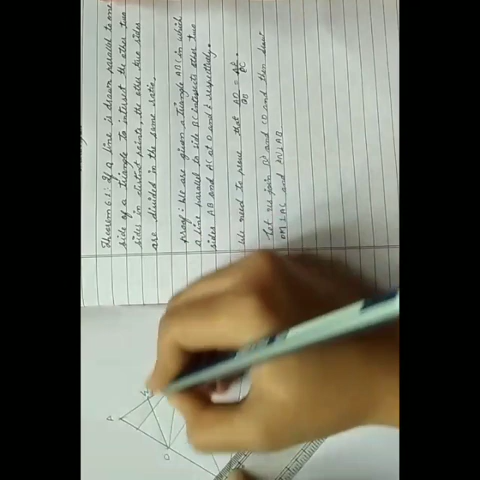 Theorem 6.1: If a line is drawn parallel to one
side of a triangle to intersect the other two
sides in distinct points, the other two sides
are divided in the same ratio.
Proof: We are given a triangle ABC in which
a line parallel to side BC intersects other two
sides AB and AC at D and E respectively.
We need to prove that AD/BD = AE/EC.
Let us join BE and CD and then draw
DM ⊥ AC and EN ⊥ AB
A
D